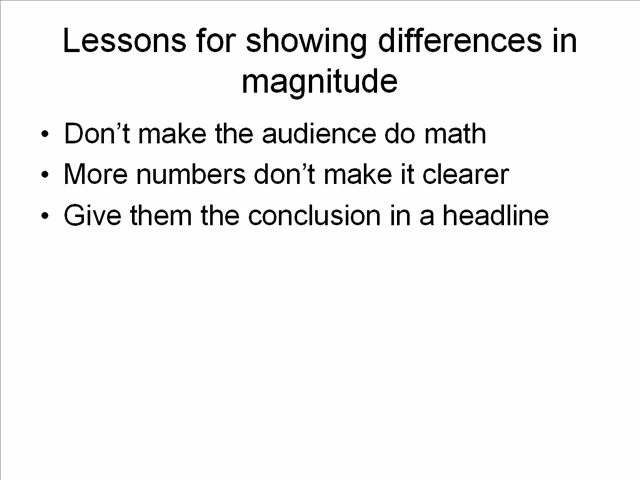 Lessons for showing differences in
magnitude
• Don’t make the audience do math
• More numbers don’t make it clearer
• Give them the conclusion in a headline